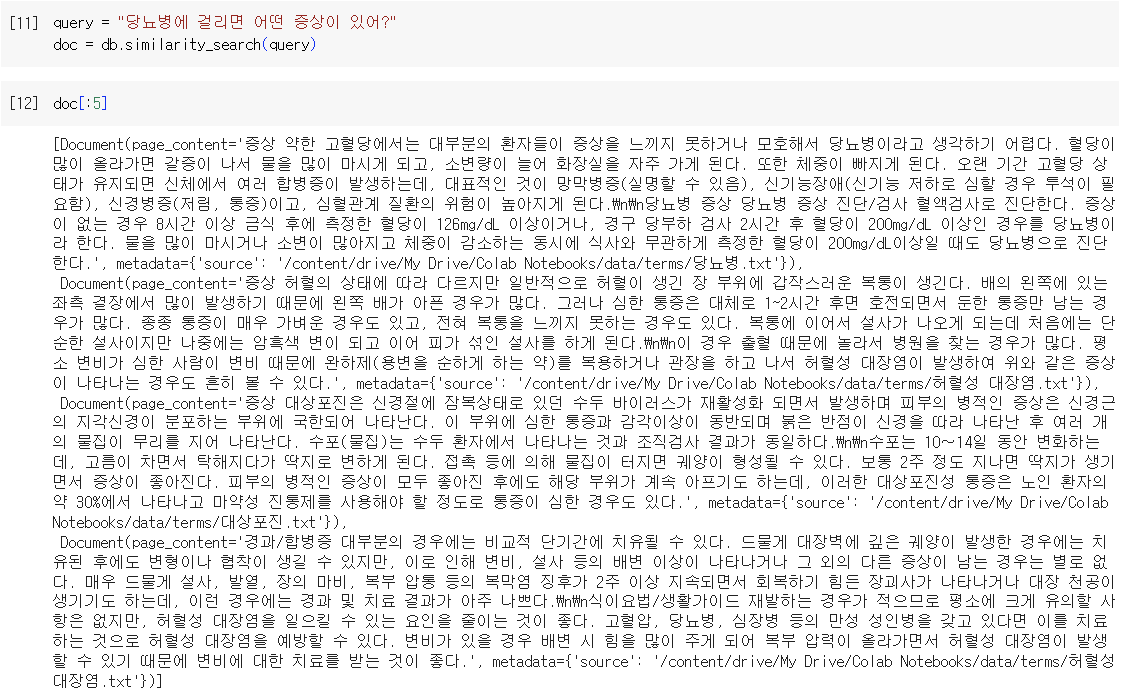 [11] query = "당뇨병에 걸리면 어떤 증상이 있어?"
doc = db.similarity_search(query)
[12] doc[:5]
[Document(page_content='증상 약한 고혈당에서는 대부분의 환자들이 증상을 느끼지 못하거나 모호해서 당뇨병이라고 생각하기 어렵다. 혈당이
많이 올라가면 갈증이 나서 물을 많이 마시게 되고, 소변량이 늘어 화장실을 자주 가게 된다. 또한 체중이 빠지게 된다. 오랜 기간 고혈당 상
태가 유지되면 신체에서 여러 합병증이 발생하는데, 대표적인 것이 망막병증(실명할 수 있음), 신기능장애(신기능 저하로 심할 경우 투석이 필
요함), 신경병증(저림, 통증)이고, 심혈관계 질환의 위험이 높아지게 된다.₩n₩n당뇨병 증상 당뇨병 증상 진단/검사 혈액검사로 진단한다. 증상
이 없는 경우 8시간 이상 금식 후에 측정한 혈당이 126mg/dL 이상이거나, 경구 당부하 검사 2시간 후 혈당이 200mg/dL 이상인 경우를 당뇨병이
라 한다. 물을 많이 마시거나 소변이 많아지고 체중이 감소하는 동시에 식사와 무관하게 측정한 혈당이 200mg/dL이상일 때도 당뇨병으로 진단
한다.', metadata={'source': '/content/drive/My Drive/Colab Notebooks/data/terms/당뇨병.txt'}),
Document(page_content='증상 허혈의 상태에 따라 다르지만 일반적으로 허혈이 생긴 장 부위에 갑작스러운 복통이 생긴다. 배의 왼쪽에 있는
좌측 결장에서 많이 발생하기 때문에 왼쪽 배가 아픈 경우가 많다. 그러나 심한 통증은 대체로 1~2시간 후면 호전되면서 둔한 통증만 남는 경
우가 많다. 종종 통증이 매우 가벼운 경우도 있고, 전혀 복통을 느끼지 못하는 경우도 있다. 복통에 이어서 설사가 나오게 되는데 처음에는 단
순한 설사이지만 나중에는 암흑색 변이 되고 이어 피가 섞인 설사를 하게 된다.₩n₩n이 경우 출혈 때문에 놀라서 병원을 찾는 경우가 많다. 평
소 변비가 심한 사람이 변비 때문에 완하제(용변을 순하게 하는 약)를 복용하거나 관장을 하고 나서 허혈성 대장염이 발생하여 위와 같은 증상
이 나타나는 경우도 흔히 볼 수 있다.', metadata={'source': '/content/drive/My Drive/Colab Notebooks/data/terms/허혈성 대장염.txt'}),
Document(page_content='증상 대상포진은 신경절에 잠복상태로 있던 수두 바이러스가 재활성화 되면서 발생하며 피부의 병적인 증상은 신경근
의 지각신경이 분포하는 부위에 국한되어 나타난다. 이 부위에 심한 통증과 감각이상이 동반되며 붉은 반점이 신경을 따라 나타난 후 여러 개
의 물집이 무리를 지어 나타난다. 수포(물집)는 수두 환자에서 나타나는 것과 조직검사 결과가 동일하다.₩n₩n수포는 10~14일 동안 변화하는
데, 고름이 차면서 탁해지다가 딱지로 변하게 된다. 접촉 등에 의해 물집이 터지면 궤양이 형성될 수 있다. 보통 2주 정도 지나면 딱지가 생기
면서 증상이 좋아진다. 피부의 병적인 증상이 모두 좋아진 후에도 해당 부위가 계속 아프기도 하는데, 이러한 대상포진성 통증은 노인 환자의
약 30%에서 나타나고 마약성 진통제를 사용해야 할 정도로 통증이 심한 경우도 있다.', metadata={'source': '/content/drive/My Drive/Colab
Notebooks/data/terms/대상포진.txt'}),
Document(page_content='경과/합병증 대부분의 경우에는 비교적 단기간에 치유될 수 있다. 드물게 대장벽에 깊은 궤양이 발생한 경우에는 치
유된 후에도 변형이나 협착이 생길 수 있지만, 이로 인해 변비, 설사 등의 배변 이상이 나타나거나 그 외의 다른 증상이 남는 경우는 별로 없
다. 매우 드물게 설사, 발열, 장의 마비, 복부 압통 등의 복막염 징후가 2주 이상 지속되면서 회복하기 힘든 장괴사가 나타나거나 대장 천공이
생기기도 하는데, 이런 경우에는 경과 및 치료 결과가 아주 나쁘다.₩n₩n식이요법/생활가이드 재발하는 경우가 적으므로 평소에 크게 유의할 사
항은 없지만, 허혈성 대장염을 일으킬 수 있는 요인을 줄이는 것이 좋다. 고혈압, 당뇨병, 심장병 등의 만성 성인병을 갖고 있다면 이를 치료
하는 것으로 허혈성 대장염을 예방할 수 있다. 변비가 있을 경우 배변 시 힘을 많이 주게 되어 복부 압력이 올라가면서 허혈성 대장염이 발생
할 수 있기 때문에 변비에 대한 치료를 받는 것이 좋다.', metadata={'source': '/content/drive/My Drive/Colab Notebooks/data/terms/허혈성
대장염.txt'})]